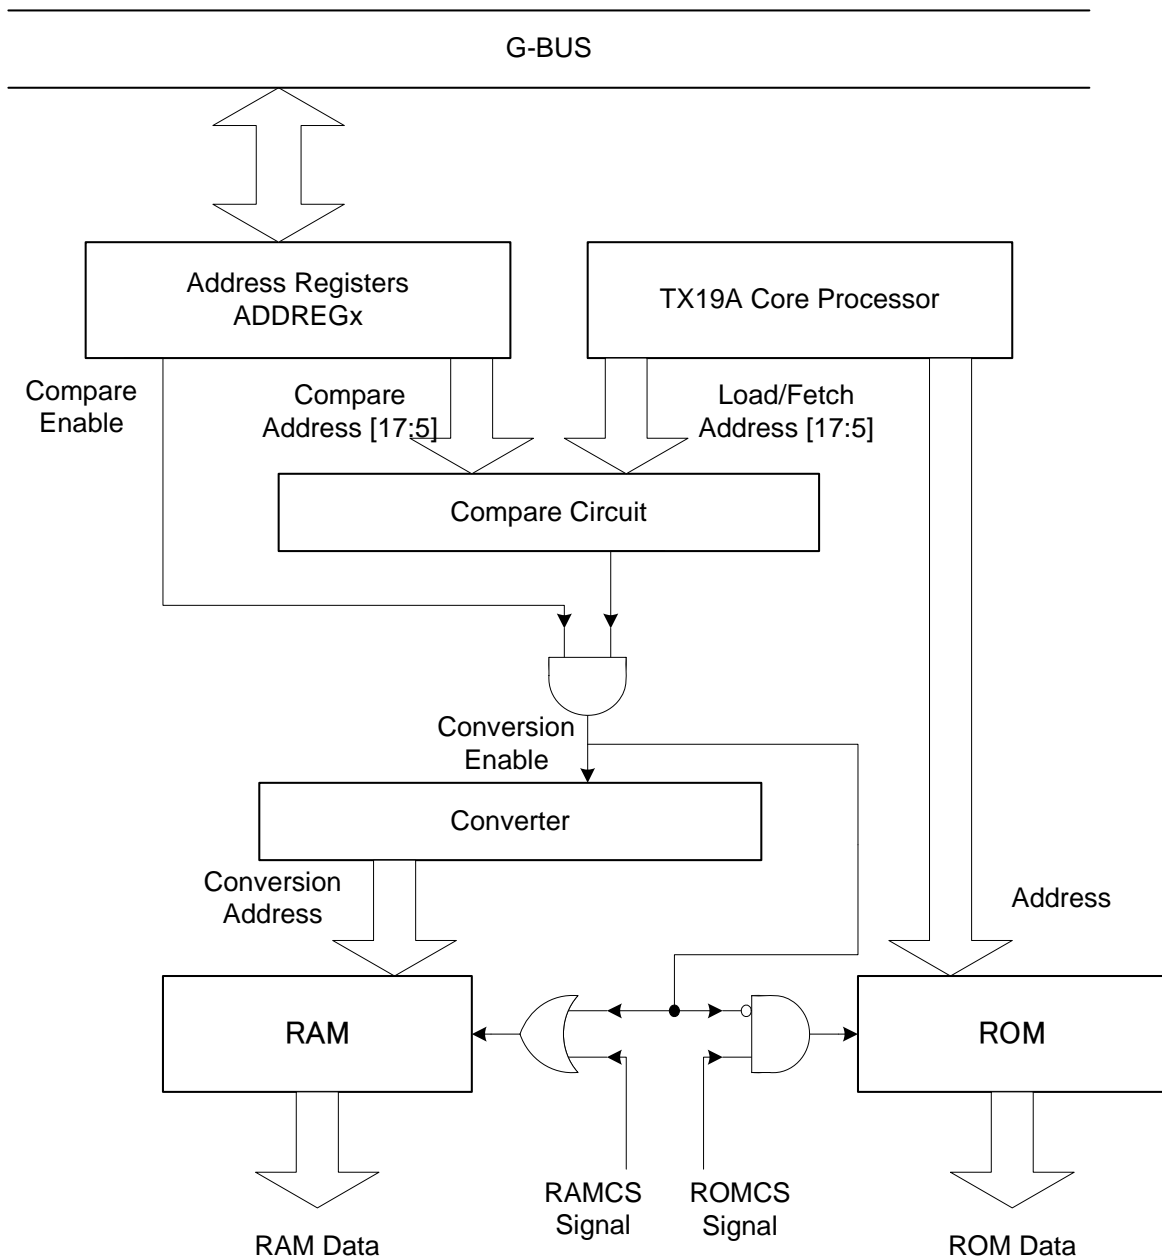 G-BUS
Address Registers
ADDREGx
TX19A Core Processor
Compare
Enable
Compare
Address [17:5]
Load/Fetch
Address [17:5]
Compare Circuit
Conversion
Enable
Converter
Conversion
Address
Address
RAM
ROM
RAMCS
Signal
ROMCS
Signal
RAM Data
ROM Data